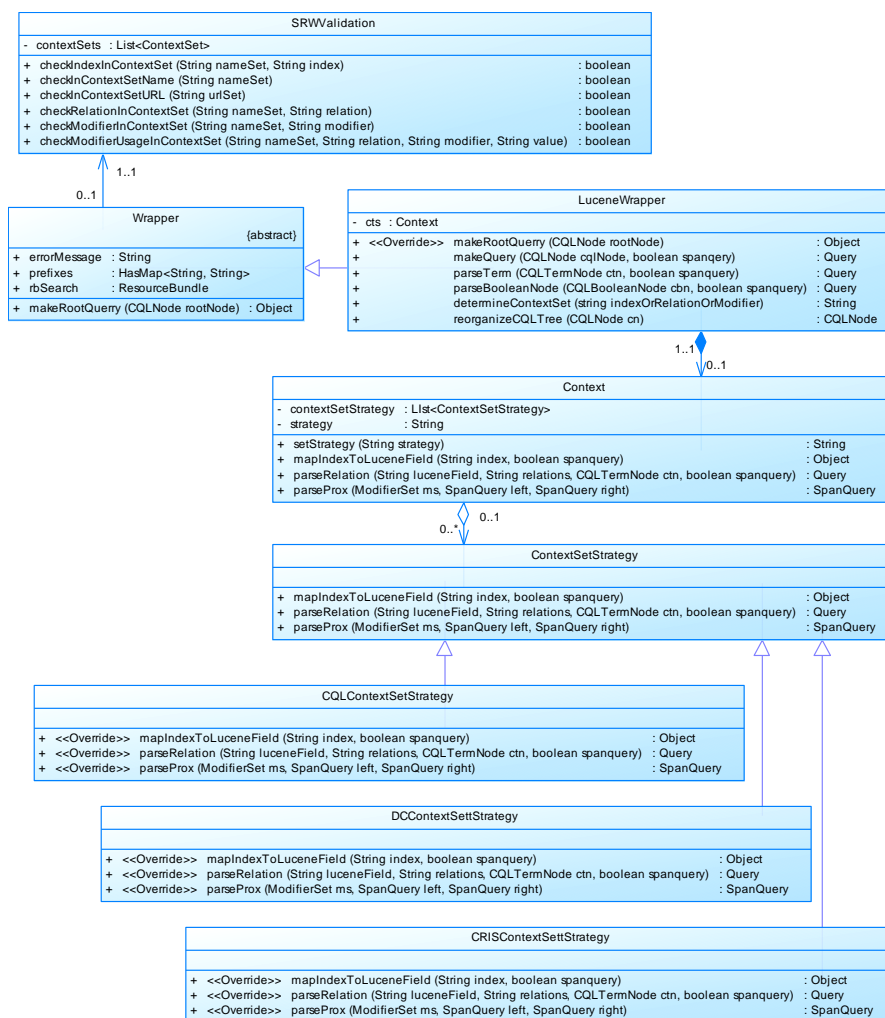 SRWValidation
- contextSets : List<ContextSet>
+ checkIndexInContextSet (String nameSet, String index) : boolean
+ checkInContextSetName (String nameSet) : boolean
+ checkInContextSetURL (String urlSet) : boolean
+ checkRelationInContextSet (String nameSet, String relation) : boolean
+ checkModifierInContextSet (String nameSet, String modifier) : boolean
+ checkModifierUsageInContextSet (String nameSet, String relation, String modifier, String value) : boolean
1..1
0..1
Wrapper
{abstract}
+ errorMessage : String
+ prefixes : HasMap<String, String>
+ rbSearch : ResourceBundle
+ makeRootQuerry (CQLNode rootNode) : Object
LuceneWrapper
- cts : Context
+ <<Override>> makeRootQuerry (CQLNode rootNode) : Object
+ makeQuery (CQLNode cqlNode, boolean spanquery) : Query
+ parseTerm (CQLTermNode ctn, boolean spanqery) : Query
+ parseBooleanNode (CQLBooleanNode cbn, boolean spanquery) : Query
+ determineContextSet (string indexOrRelationOrModifier) : String
+ reorganizeCQLTree (CQLNode cn) : CQLNode
1..1
0..1
Context
- contextSetStrategy : LIst<ContextSetStrategy>
- strategy : String
+ setStrategy (String strategy) : String
+ mapIndexToLuceneField (String index, boolean spanquery) : Object
+ parseRelation (String luceneField, String relations, CQLTermNode ctn, boolean spanquery) : Query
+ parseProx (ModifierSet ms, SpanQuery left, SpanQuery right) : SpanQuery
0..1
0..*
ContextSetStrategy
+ mapIndexToLuceneField (String index, boolean spanquery) : Object
+ parseRelation (String luceneField, String relations, CQLTermNode ctn, boolean spanquery) : Query
+ parseProx (ModifierSet ms, SpanQuery left, SpanQuery right) : SpanQuery
CQLContextSetStrategy
+ <<Override>> mapIndexToLuceneField (String index, boolean spanquery) : Object
+ <<Override>> parseRelation (String luceneField, String relations, CQLTermNode ctn, boolean spanquery) : Query
+ <<Override>> parseProx (ModifierSet ms, SpanQuery left, SpanQuery right) : SpanQuery
DCContextSettStrategy
+ <<Override>> mapIndexToLuceneField (String index, boolean spanquery) : Object
+ <<Override>> parseRelation (String luceneField, String relations, CQLTermNode ctn, boolean spanquery) : Query
+ <<Override>> parseProx (ModifierSet ms, SpanQuery left, SpanQuery right) : SpanQuery
CRISContextSettStrategy
+ <<Override>> mapIndexToLuceneField (String index, boolean spanquery) : Object
+ <<Override>> parseRelation (String luceneField, String relations, CQLTermNode ctn, boolean spanquery) : Query
+ <<Override>> parseProx (ModifierSet ms, SpanQuery left, SpanQuery right) : SpanQuery